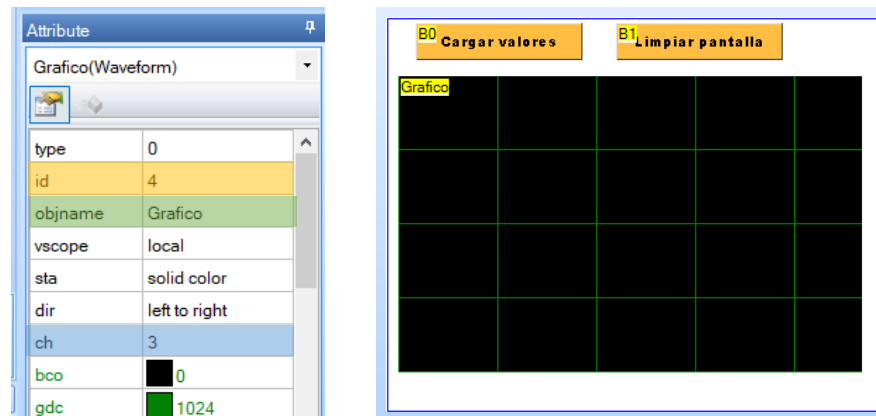 Attribute
Grafico(Waveform)
type 0
id 4
objname Grafico
vscope local
sta solid color
dir left to right
ch 3
bco 0
gdc 1024
B0 Cargar valores
B1 Limpiar pantalla
Grafico